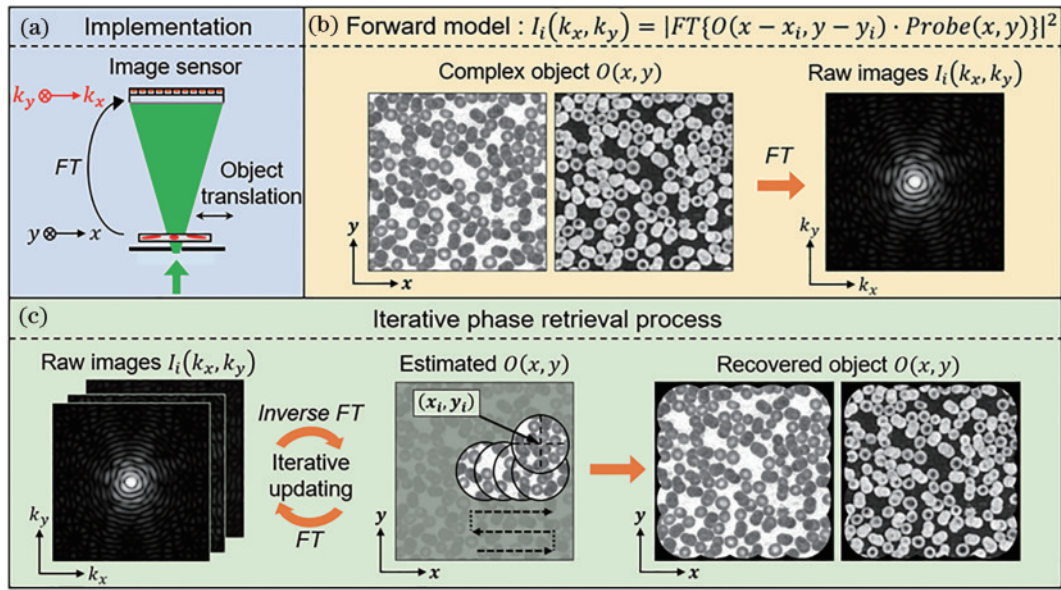 (a) Implementation
Image sensor
k_y k_x
FT
Object
translation
y x
(b) Forward model : I_i(k_x, k_y) = |FT{O(x − x_i, y − y_i) · Probe(x, y)}|²
Complex object O(x, y)
Raw images I_i(k_x, k_y)
FT
y
x
k_y
k_x
(c) Iterative phase retrieval process
Raw images I_i(k_x, k_y)
k_y
k_x
Inverse FT
Iterative
updating
FT
Estimated O(x, y)
(x_i, y_i)
y
x
Recovered object O(x, y)
y
x